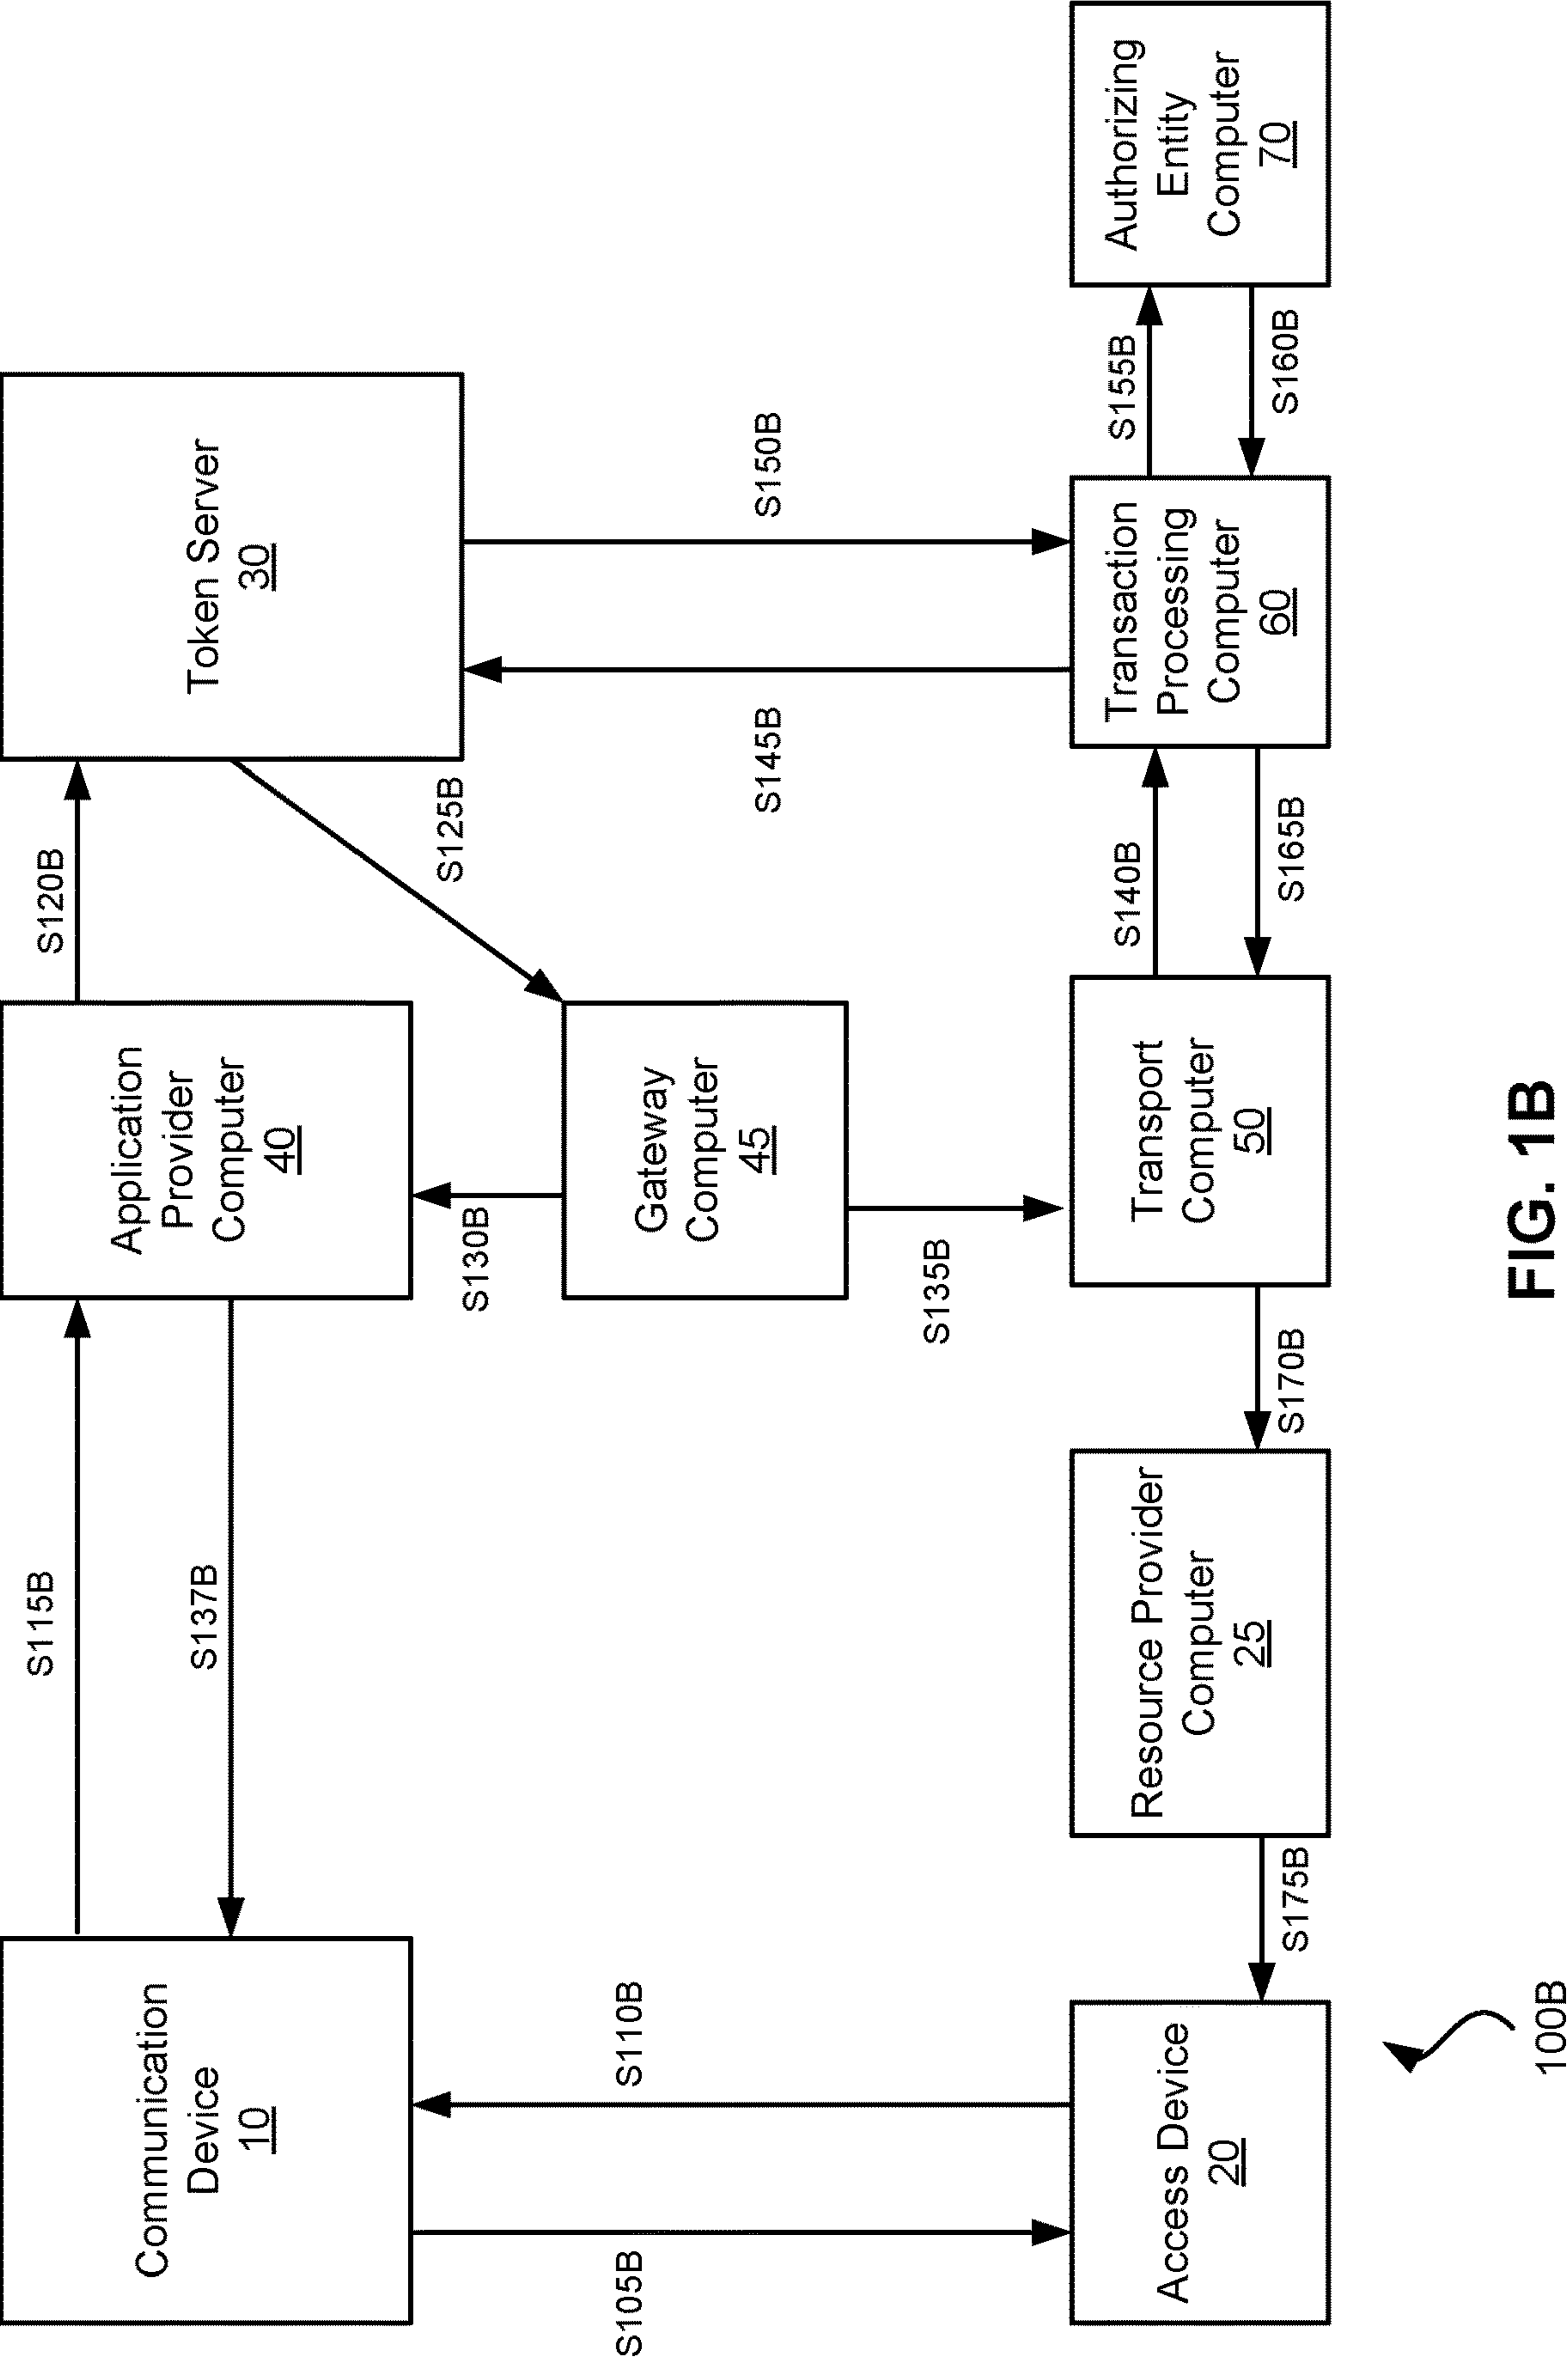 Communication
Device
10
S115B
S137B
Application
Provider
Computer
40
S120B
Token Server
30
S105B
S110B
S130B
Gateway
Computer
45
S125B
S135B
S145B
S150B
Access Device
20
S175B
Resource Provider
Computer
25
S170B
Transport
Computer
50
S140B
S165B
Transaction
Processing
Computer
60
S155B
S160B
Authorizing
Entity
Computer
70
100B
FIG. 1B